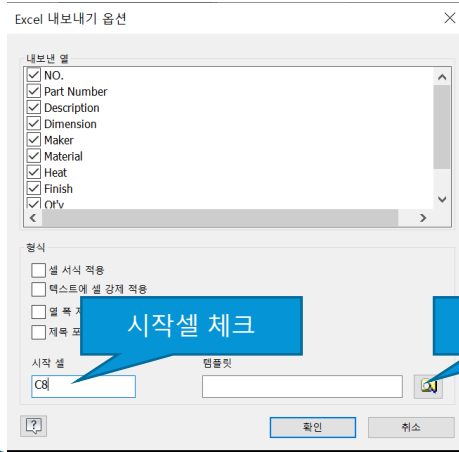 Excel 내보내기 옵션
내보낸 열
NO.
Part Number
Description
Dimension
Maker
Material
Heat
Finish
Qt'y
형식
셀 서식 적용
텍스트에 셀 강제 적용
열 폭
제목
시작셀 체크
시작 셀
템플릿
C8
확인
취소